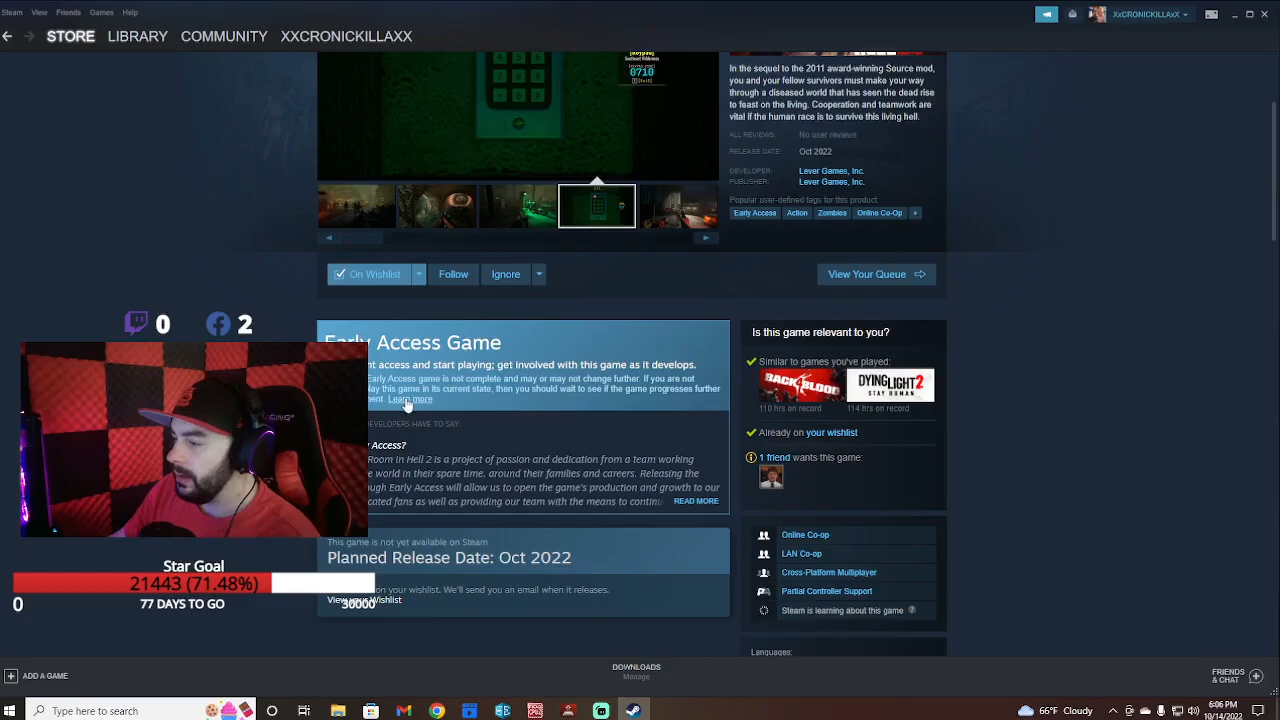 Steam View Friends Games Help
XxCRONICKILLAxX
STORE LIBRARY COMMUNITY XXCRONICKILLAXX
0710
In the sequel to the 2011 award-winning Source mod,
you and your fellow survivors must make your way
through a diseased world that has seen the dead rise
to feast on the living. Cooperation and teamwork are
vital if the human race is to survive this living hell.
ALL REVIEWS: No user reviews
RELEASE DATE: Oct 2022
DEVELOPER: Lever Games, Inc.
PUBLISHER: Lever Games, Inc.
Popular user-defined tags for this product:
Early Access Action Zombies Online Co-Op +
On Wishlist Follow Ignore View Your Queue
0 2
Early Access Game
nt access and start playing; get involved with this game as it develops.
Early Access game is not complete and may or may not change further. If you are not
lay this game in its current state, then you should wait to see if the game progresses further
ment. Learn more
DEVELOPERS HAVE TO SAY:
y Access?
Room in Hell 2 is a project of passion and dedication from a team working
in their spare time, around their families and careers. Releasing the
ugh Early Access will allow us to open the game's production and growth to our
cated fans as well as providing our team with the means to continu
READ MORE
This game is not yet available on Steam
Planned Release Date: Oct 2022
on your wishlist. We'll send you an email when it releases.
View your Wishlist
Is this game relevant to you?
Similar to games you've played:
BACK 4 BLOOD DYING LIGHT 2
STAY HUMAN
110 hrs on record 114 hrs on record
Already on your wishlist
1 friend wants this game:
Online Co-op
LAN Co-op
Cross-Platform Multiplayer
Partial Controller Support
Steam is learning about this game ?
Languages:
Star Goal
21443 (71.48%)
0 77 DAYS TO GO 30000
ADD A GAME
DOWNLOADS
Manage
FRIENDS
& CHAT
Type here to search
66°F Cloudy
6:06 PM
10/14/2022